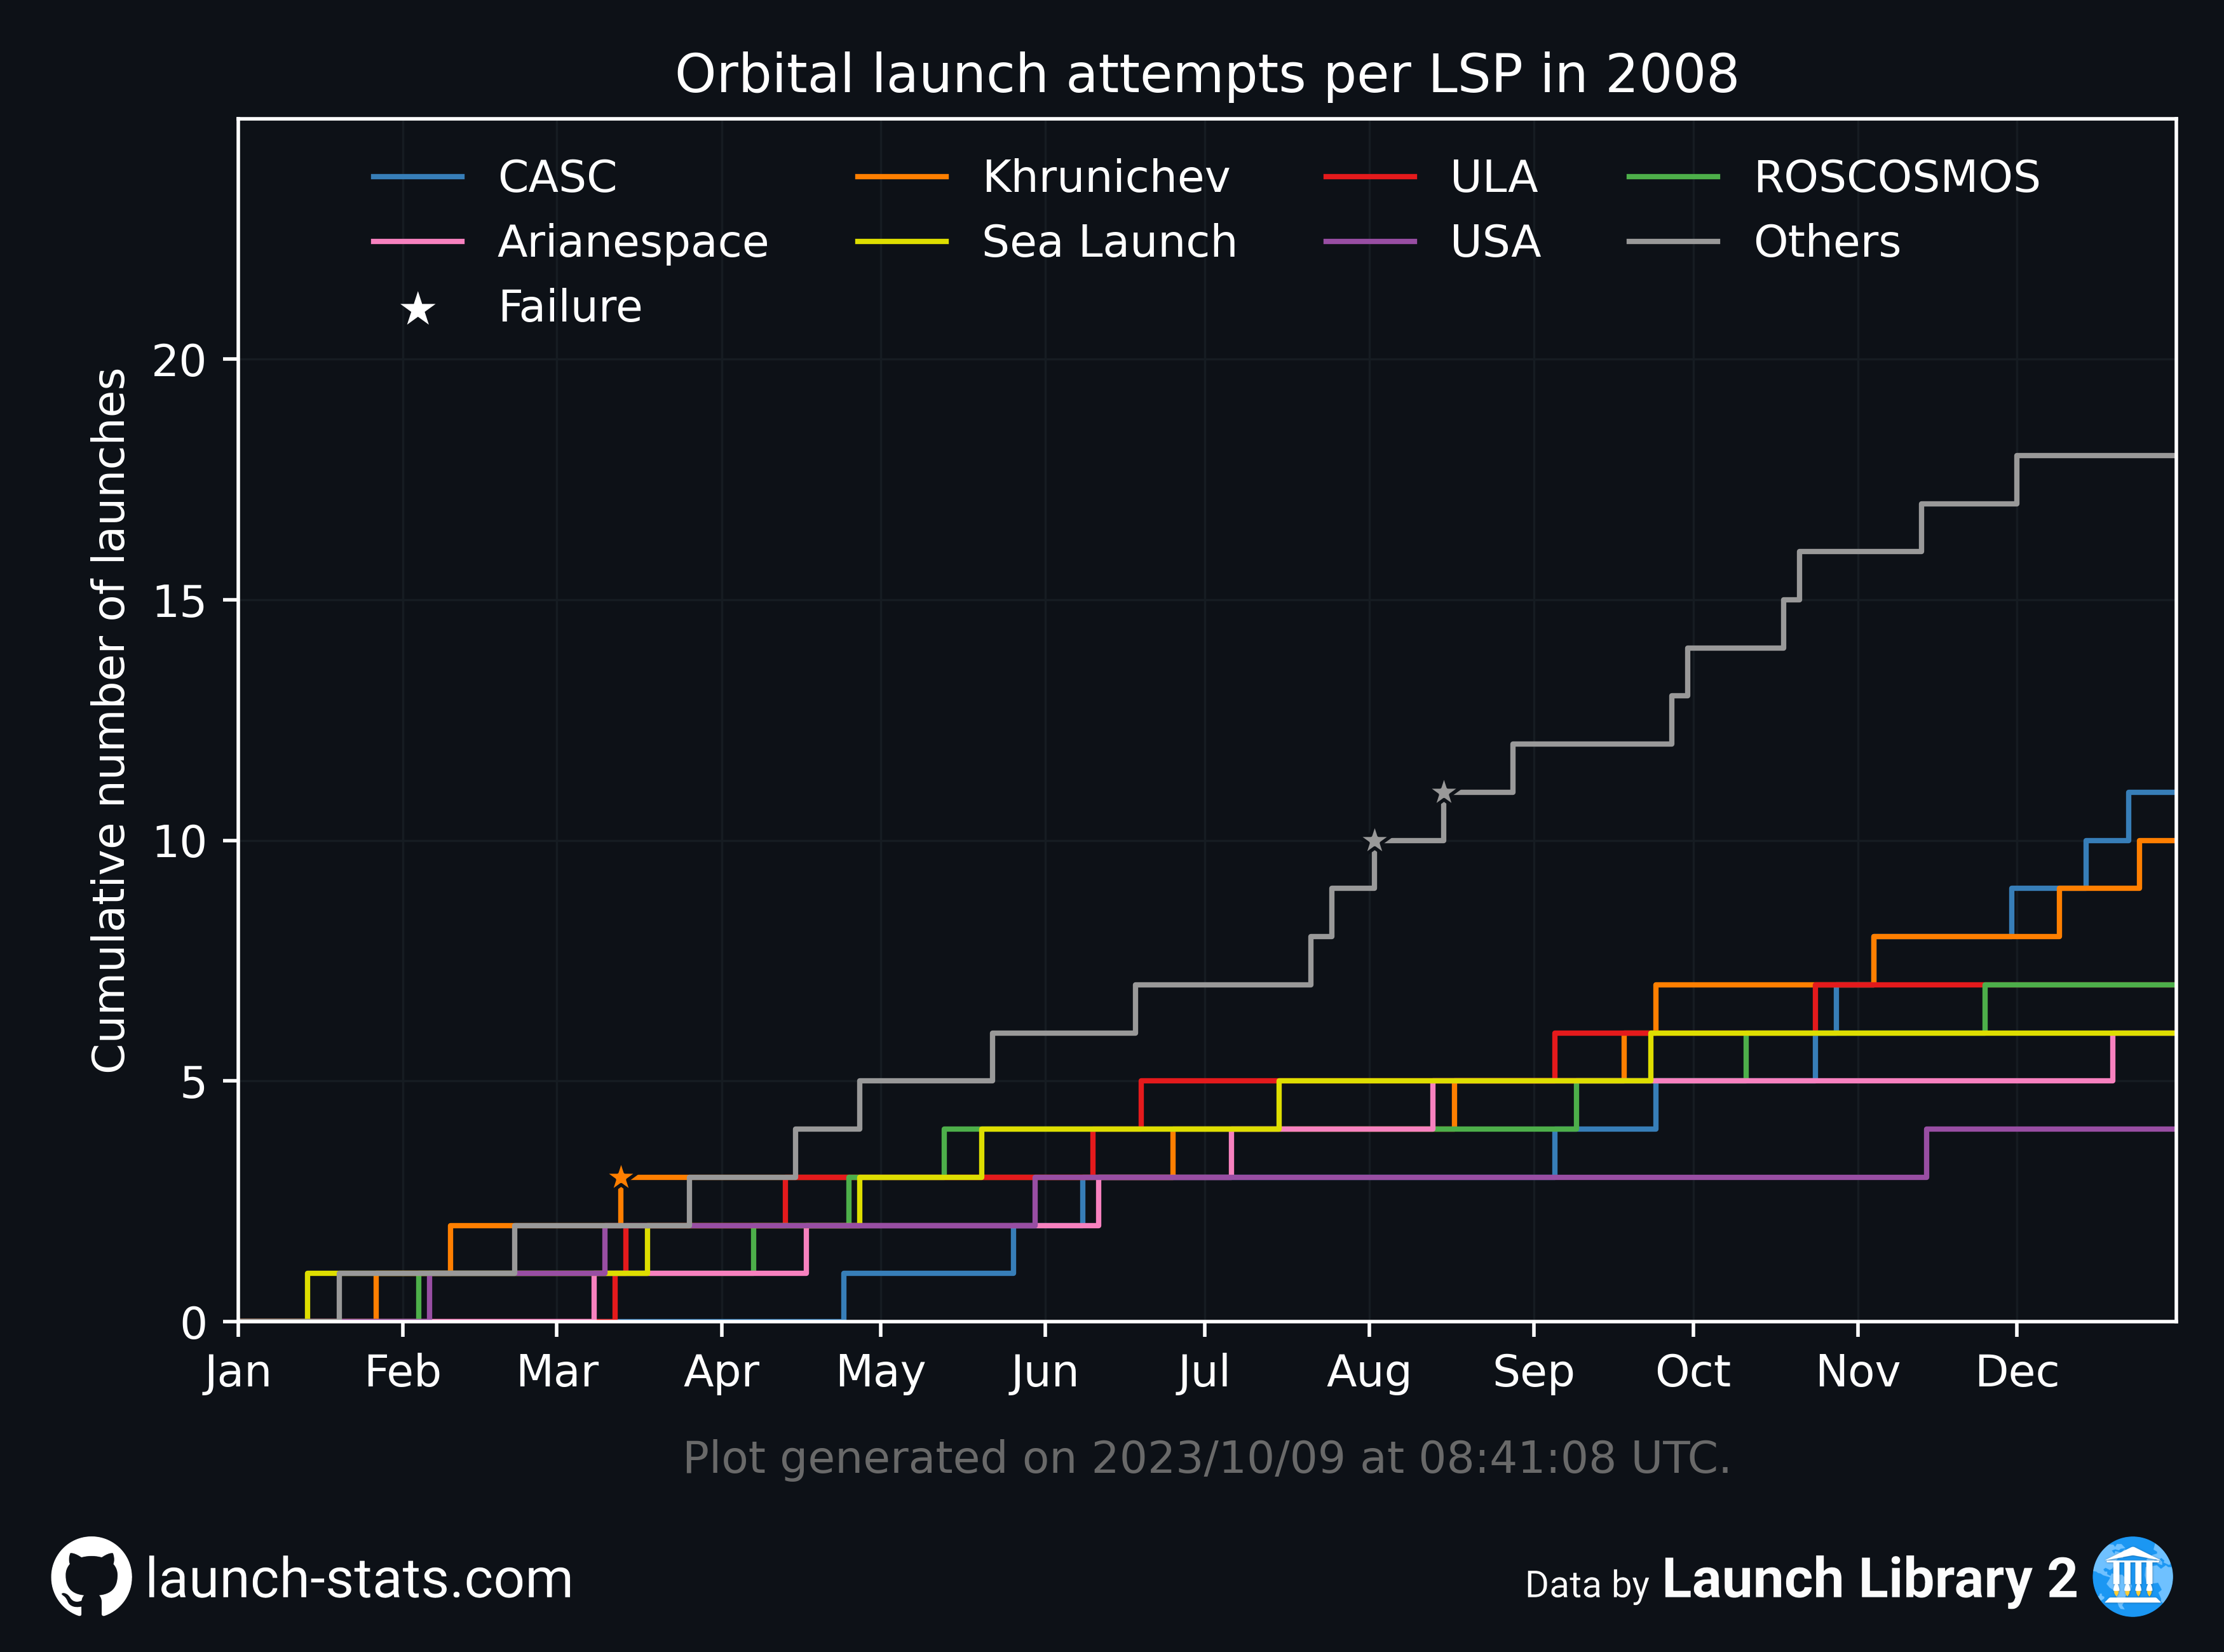 Orbital launch attempts per LSP in 2008
CASC
Khrunichev
ULA
ROSCOSMOS
Arianespace
Sea Launch
USA
Others
Failure
Cumulative number of launches
20
15
10
5
0
Jan Feb Mar Apr May Jun Jul Aug Sep Oct Nov Dec
Plot generated on 2023/10/09 at 08:41:08 UTC.
launch-stats.com
Data by Launch Library 2